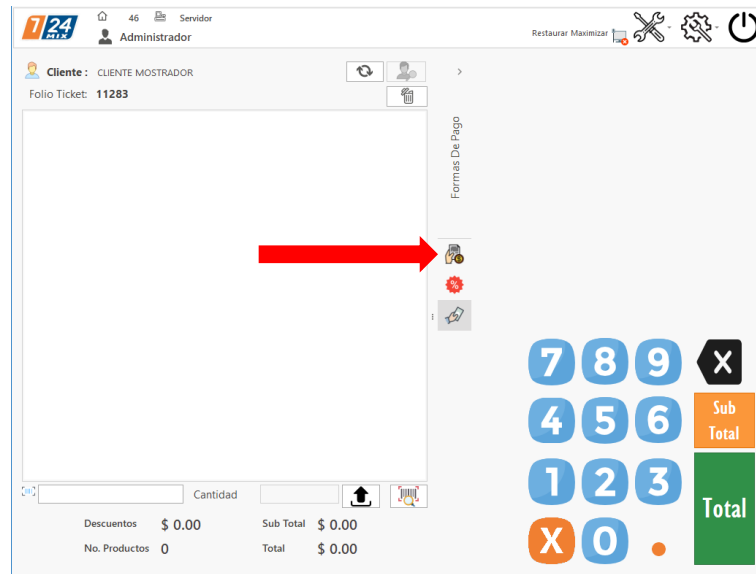 7 24
MIX
46 Servidor
Administrador
Restaurar Maximizar
Cliente : CLIENTE MOSTRADOR
Folio Ticket: 11283
Formas De Pago
%
7 8 9 X
4 5 6 Sub Total
1 2 3 Total
X 0 .
Cantidad
Descuentos $ 0.00 Sub Total $ 0.00
No. Productos 0 Total $ 0.00